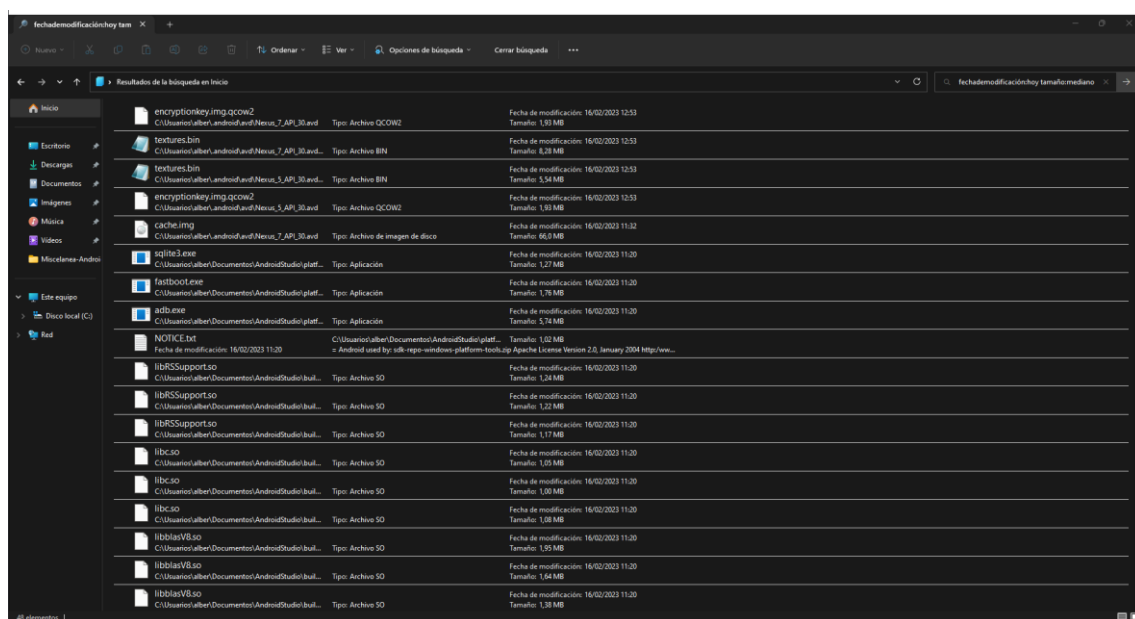 fechademodificación:hoy tam
Nuevo
Ordenar
Ver
Opciones de búsqueda
Cerrar búsqueda
Resultados de la búsqueda en Inicio
fechademodificación:hoy tamaño:mediano
Inicio
Escritorio
Descargas
Documentos
Imágenes
Música
Vídeos
Miscelanea-Androi
Este equipo
Disco local (C:)
Red
encryptionkey.img.qcow2 Fecha de modificación: 16/02/2023 12:53
C:\Usuarios\alber\.android\avd\Nexus_7_API_30.avd Tipo: Archivo QCOW2 Tamaño: 1,93 MB
textures.bin Fecha de modificación: 16/02/2023 12:53
C:\Usuarios\alber\.android\avd\Nexus_7_API_30.avd... Tipo: Archivo BIN Tamaño: 8,28 MB
textures.bin Fecha de modificación: 16/02/2023 12:53
C:\Usuarios\alber\.android\avd\Nexus_5_API_30.avd... Tipo: Archivo BIN Tamaño: 5,54 MB
encryptionkey.img.qcow2 Fecha de modificación: 16/02/2023 12:53
C:\Usuarios\alber\.android\avd\Nexus_5_API_30.avd Tipo: Archivo QCOW2 Tamaño: 1,93 MB
cache.img Fecha de modificación: 16/02/2023 11:32
C:\Usuarios\alber\.android\avd\Nexus_7_API_30.avd Tipo: Archivo de imagen de disco Tamaño: 66,0 MB
sqlite3.exe Fecha de modificación: 16/02/2023 11:20
C:\Usuarios\alber\Documentos\AndroidStudio\platf... Tipo: Aplicación Tamaño: 1,27 MB
fastboot.exe Fecha de modificación: 16/02/2023 11:20
C:\Usuarios\alber\Documentos\AndroidStudio\platf... Tipo: Aplicación Tamaño: 1,76 MB
adb.exe Fecha de modificación: 16/02/2023 11:20
C:\Usuarios\alber\Documentos\AndroidStudio\platf... Tipo: Aplicación Tamaño: 5,74 MB
NOTICE.txt C:\Usuarios\alber\Documentos\AndroidStudio\platf... Tamaño: 1,02 MB
Fecha de modificación: 16/02/2023 11:20 = Android used by: sdk-repo-windows-platform-tools.zip Apache License Version 2.0, January 2004 http:/ww...
libRSSupport.so Fecha de modificación: 16/02/2023 11:20
C:\Usuarios\alber\Documentos\AndroidStudio\buil... Tipo: Archivo SO Tamaño: 1,24 MB
libRSSupport.so Fecha de modificación: 16/02/2023 11:20
C:\Usuarios\alber\Documentos\AndroidStudio\buil... Tipo: Archivo SO Tamaño: 1,22 MB
libRSSupport.so Fecha de modificación: 16/02/2023 11:20
C:\Usuarios\alber\Documentos\AndroidStudio\buil... Tipo: Archivo SO Tamaño: 1,17 MB
libc.so Fecha de modificación: 16/02/2023 11:20
C:\Usuarios\alber\Documentos\AndroidStudio\buil... Tipo: Archivo SO Tamaño: 1,05 MB
libc.so Fecha de modificación: 16/02/2023 11:20
C:\Usuarios\alber\Documentos\AndroidStudio\buil... Tipo: Archivo SO Tamaño: 1,00 MB
libc.so Fecha de modificación: 16/02/2023 11:20
C:\Usuarios\alber\Documentos\AndroidStudio\buil... Tipo: Archivo SO Tamaño: 1,08 MB
libblasV8.so Fecha de modificación: 16/02/2023 11:20
C:\Usuarios\alber\Documentos\AndroidStudio\buil... Tipo: Archivo SO Tamaño: 1,95 MB
libblasV8.so Fecha de modificación: 16/02/2023 11:20
C:\Usuarios\alber\Documentos\AndroidStudio\buil... Tipo: Archivo SO Tamaño: 1,64 MB
libblasV8.so Fecha de modificación: 16/02/2023 11:20
C:\Usuarios\alber\Documentos\AndroidStudio\buil... Tipo: Archivo SO Tamaño: 1,38 MB
elementos